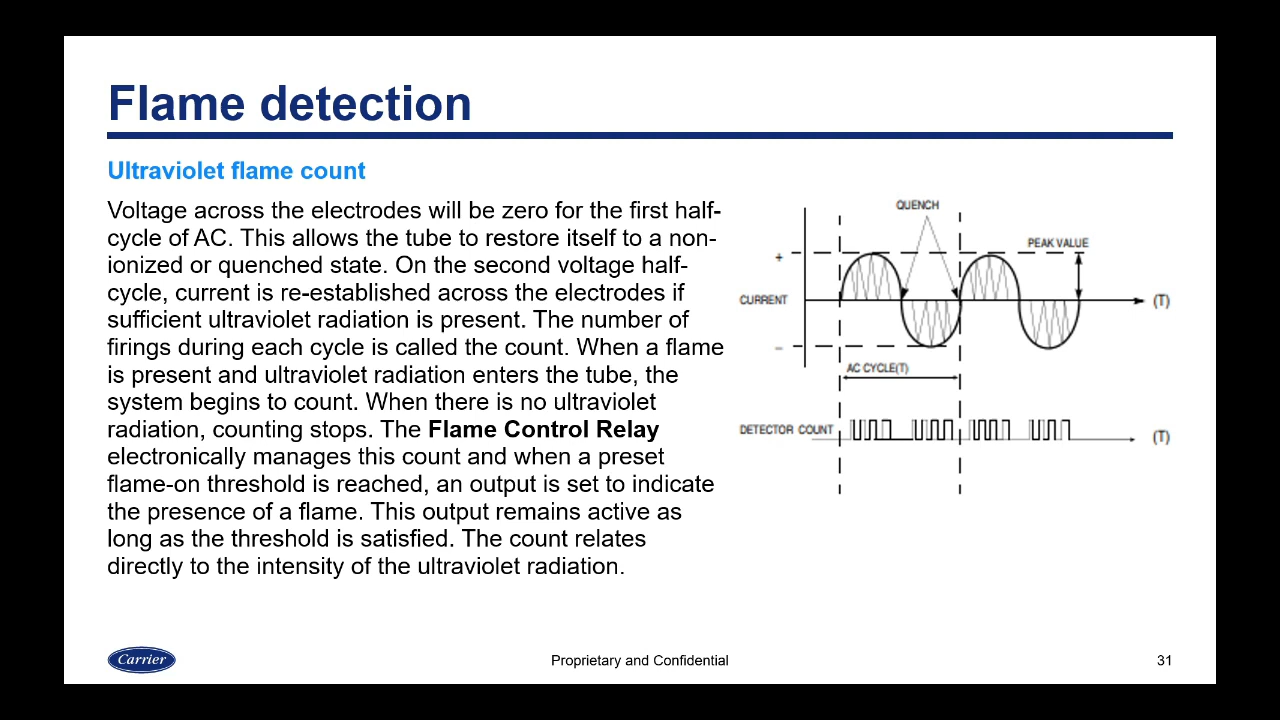 Flame detection
Ultraviolet flame count
Voltage across the electrodes will be zero for the first half-
cycle of AC. This allows the tube to restore itself to a non-
ionized or quenched state. On the second voltage half-
cycle, current is re-established across the electrodes if
sufficient ultraviolet radiation is present. The number of
firings during each cycle is called the count. When a flame
is present and ultraviolet radiation enters the tube, the
system begins to count. When there is no ultraviolet
radiation, counting stops. The Flame Control Relay
electronically manages this count and when a preset
flame-on threshold is reached, an output is set to indicate
the presence of a flame. This output remains active as
long as the threshold is satisfied. The count relates
directly to the intensity of the ultraviolet radiation.
QUENCH
PEAK VALUE
+
CURRENT
(T)
–
AC CYCLE(T)
DETECTOR COUNT
(T)
Carrier
Proprietary and Confidential
31